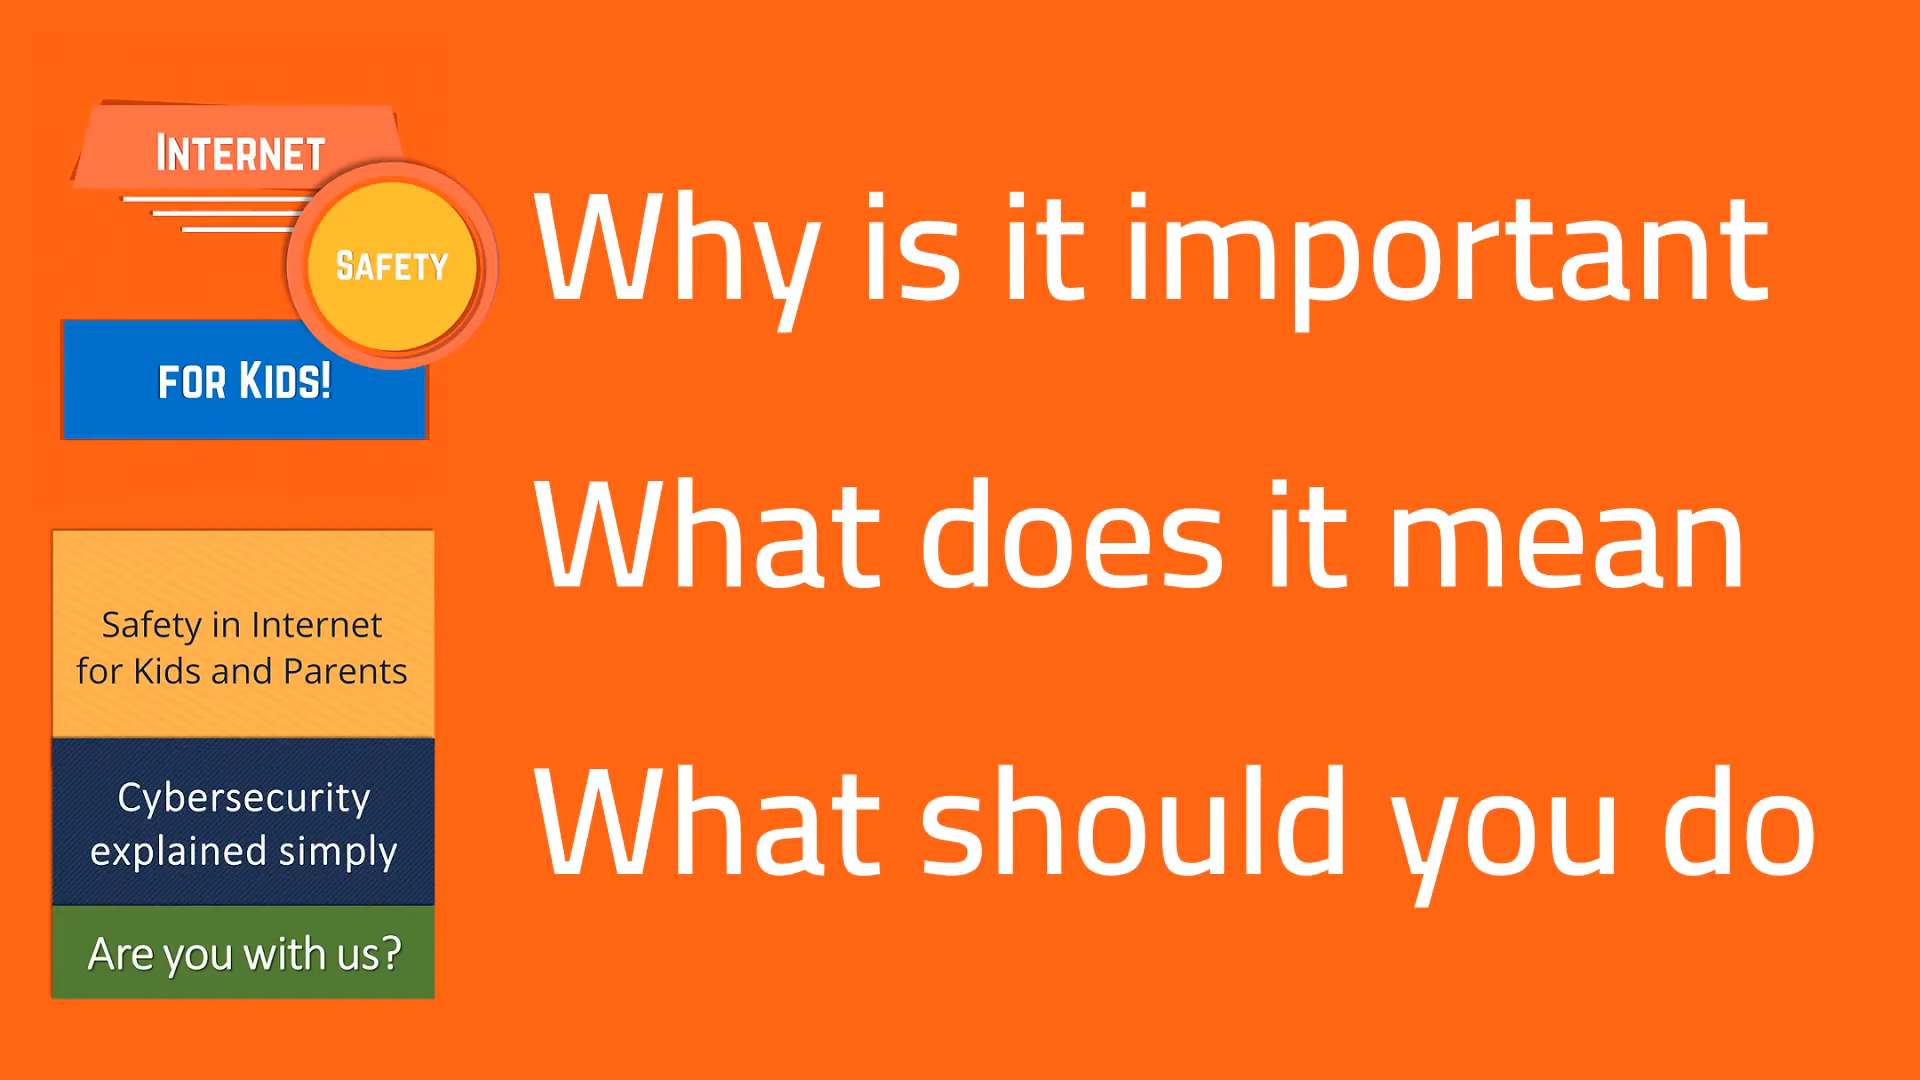 Internet
Safety
for Kids!
Safety in Internet
for Kids and Parents
Cybersecurity
explained simply
Are you with us?
Why is it important
What does it mean
What should you do